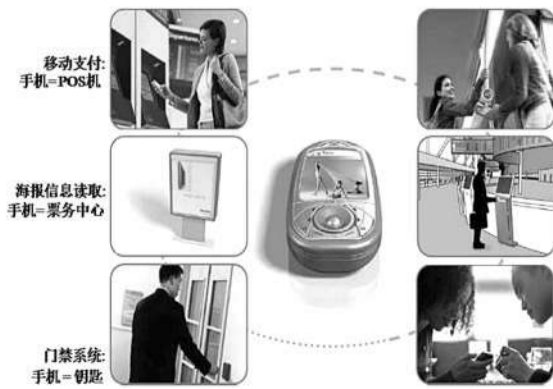 移动支付:
手机=POS机
海报信息读取:
手机=票务中心
门禁系统:
手机=钥匙